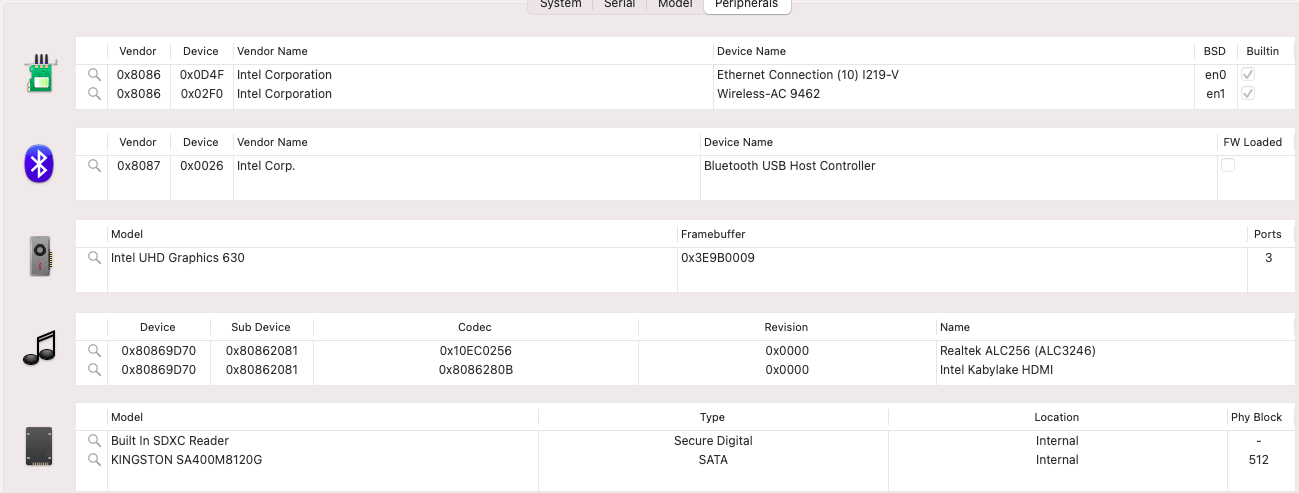 System Serial Model Peripherals
Vendor Device Vendor Name Device Name BSD Builtin
0x8086 0x0D4F Intel Corporation Ethernet Connection (10) I219-V en0
0x8086 0x02F0 Intel Corporation Wireless-AC 9462 en1
Vendor Device Vendor Name Device Name FW Loaded
0x8087 0x0026 Intel Corp. Bluetooth USB Host Controller
Model Framebuffer Ports
Intel UHD Graphics 630 0x3E9B0009 3
Device Sub Device Codec Revision Name
0x80869D70 0x80862081 0x10EC0256 0x0000 Realtek ALC256 (ALC3246)
0x80869D70 0x80862081 0x8086280B 0x0000 Intel Kabylake HDMI
Model Type Location Phy Block
Built In SDXC Reader Secure Digital Internal -
KINGSTON SA400M8120G SATA Internal 512